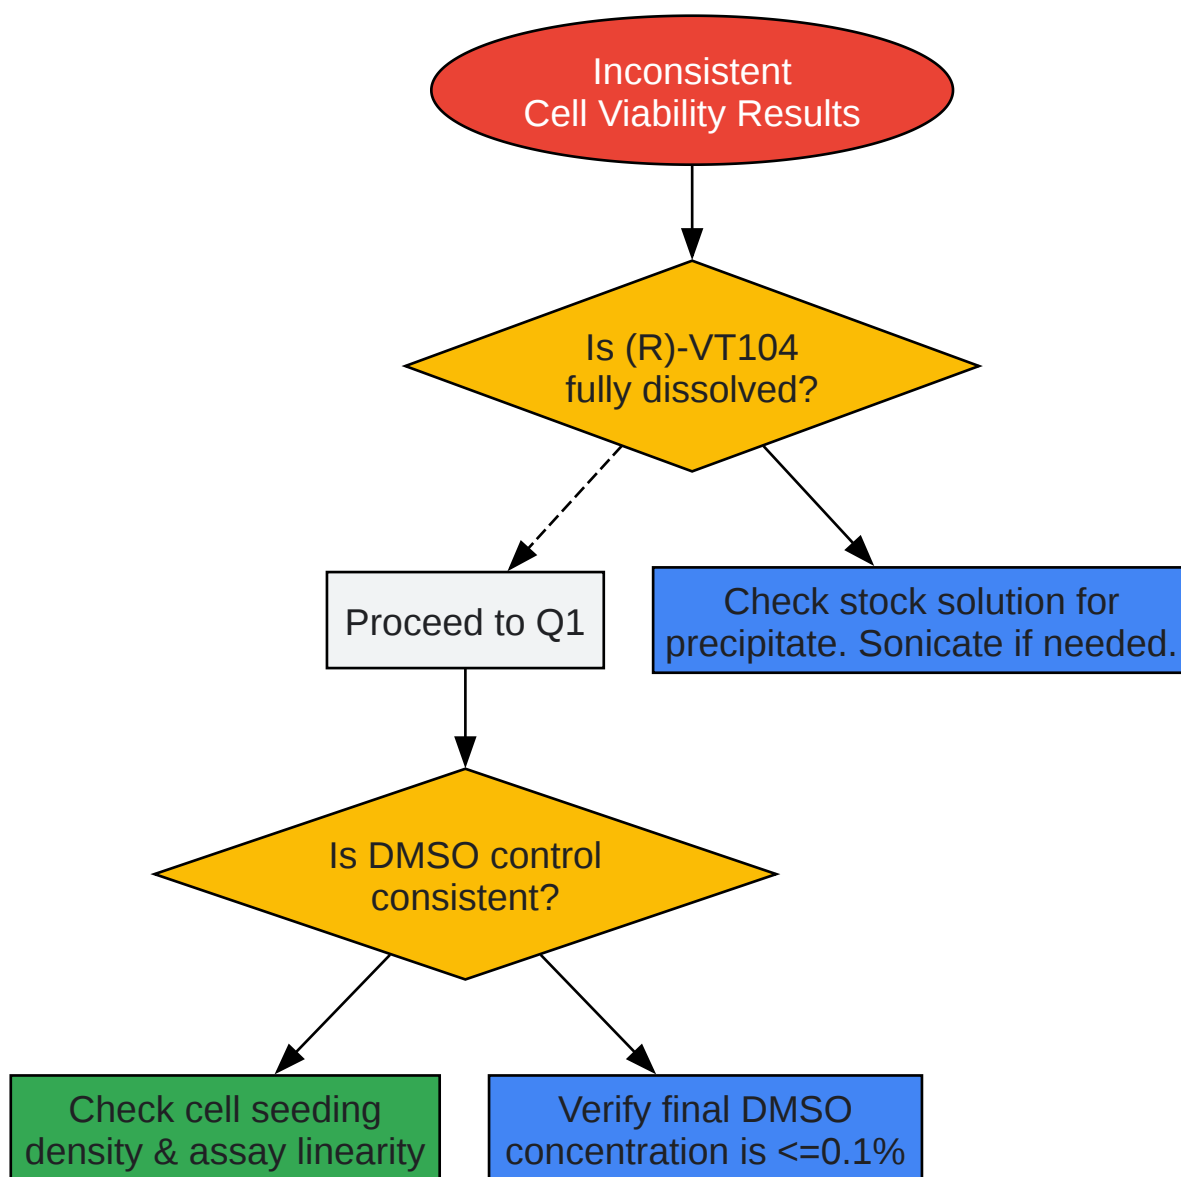 Inconsistent
Cell Viability Results
Is (R)-VT104
fully dissolved?
Proceed to Q1
Check stock solution for
precipitate. Sonicate if needed.
Is DMSO control
consistent?
Check cell seeding
density & assay linearity
Verify final DMSO
concentration is <=0.1%